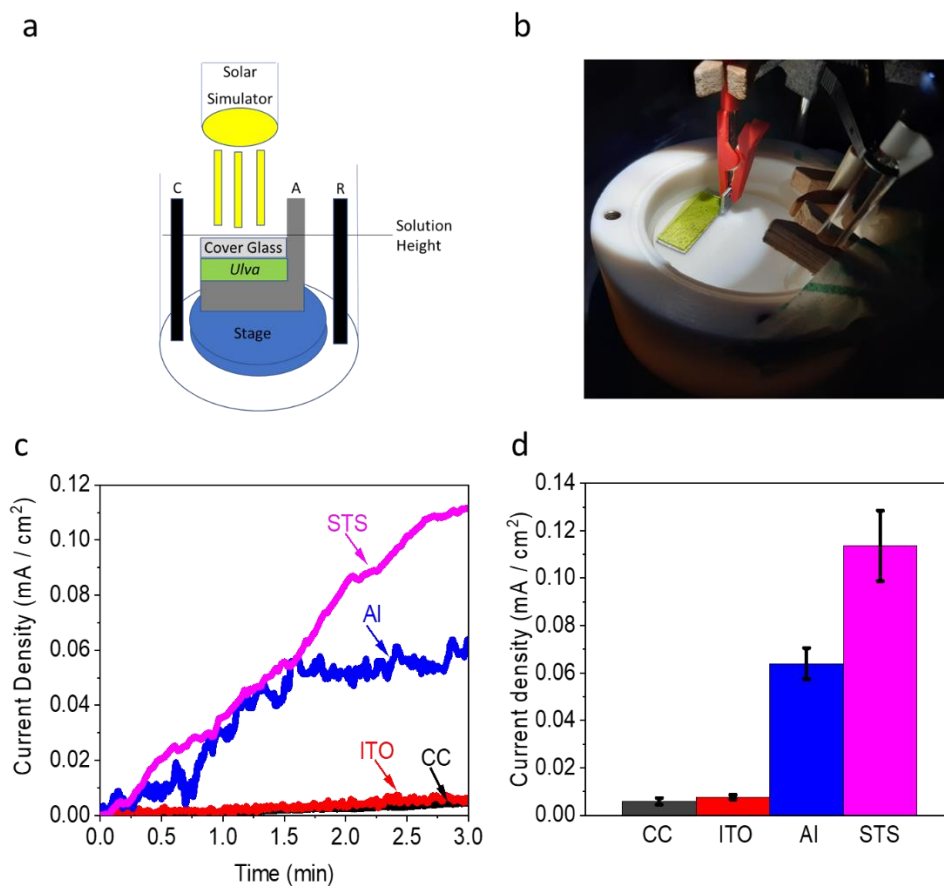 a
Solar
Simulator
C
A
R
Solution
Height
Cover Glass
Ulva
Stage
b
c
Current Density (mA / cm²)
0.12
0.10
0.08
0.06
0.04
0.02
0.00
STS
Al
ITO
CC
0.0 0.5 1.0 1.5 2.0 2.5 3.0
Time (min)
d
Current density (mA / cm²)
0.14
0.12
0.10
0.08
0.06
0.04
0.02
0.00
CC ITO Al STS